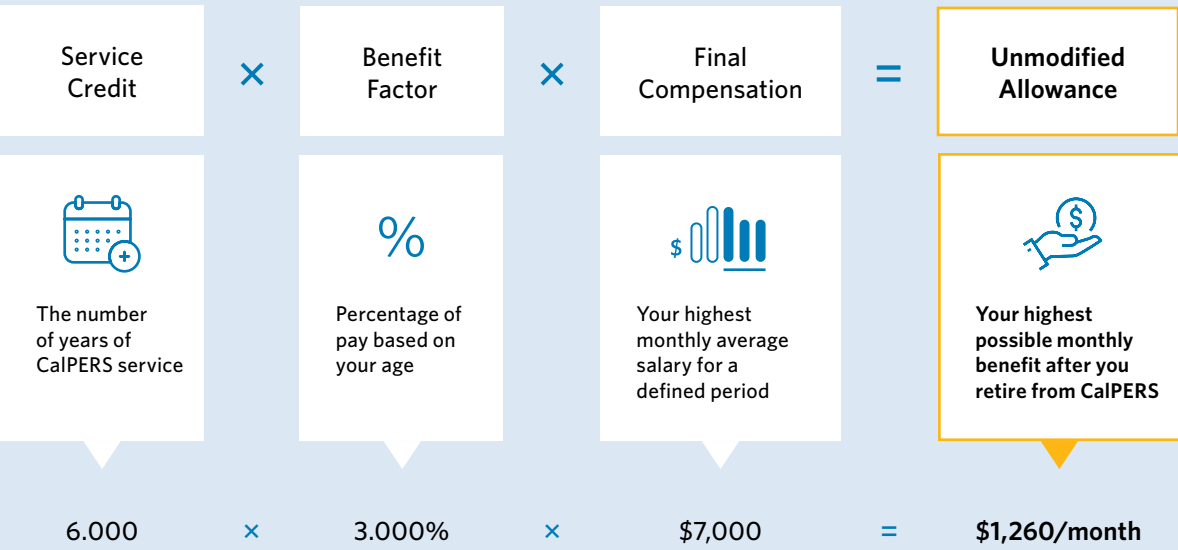 Service
Credit
×
Benefit
Factor
×
Final
Compensation
=
Unmodified
Allowance
The number
of years of
CalPERS service
%
Percentage of
pay based on
your age
$
Your highest
monthly average
salary for a
defined period
$
Your highest
possible monthly
benefit after you
retire from CalPERS
6.000 × 3.000% × $7,000 = $1,260/month